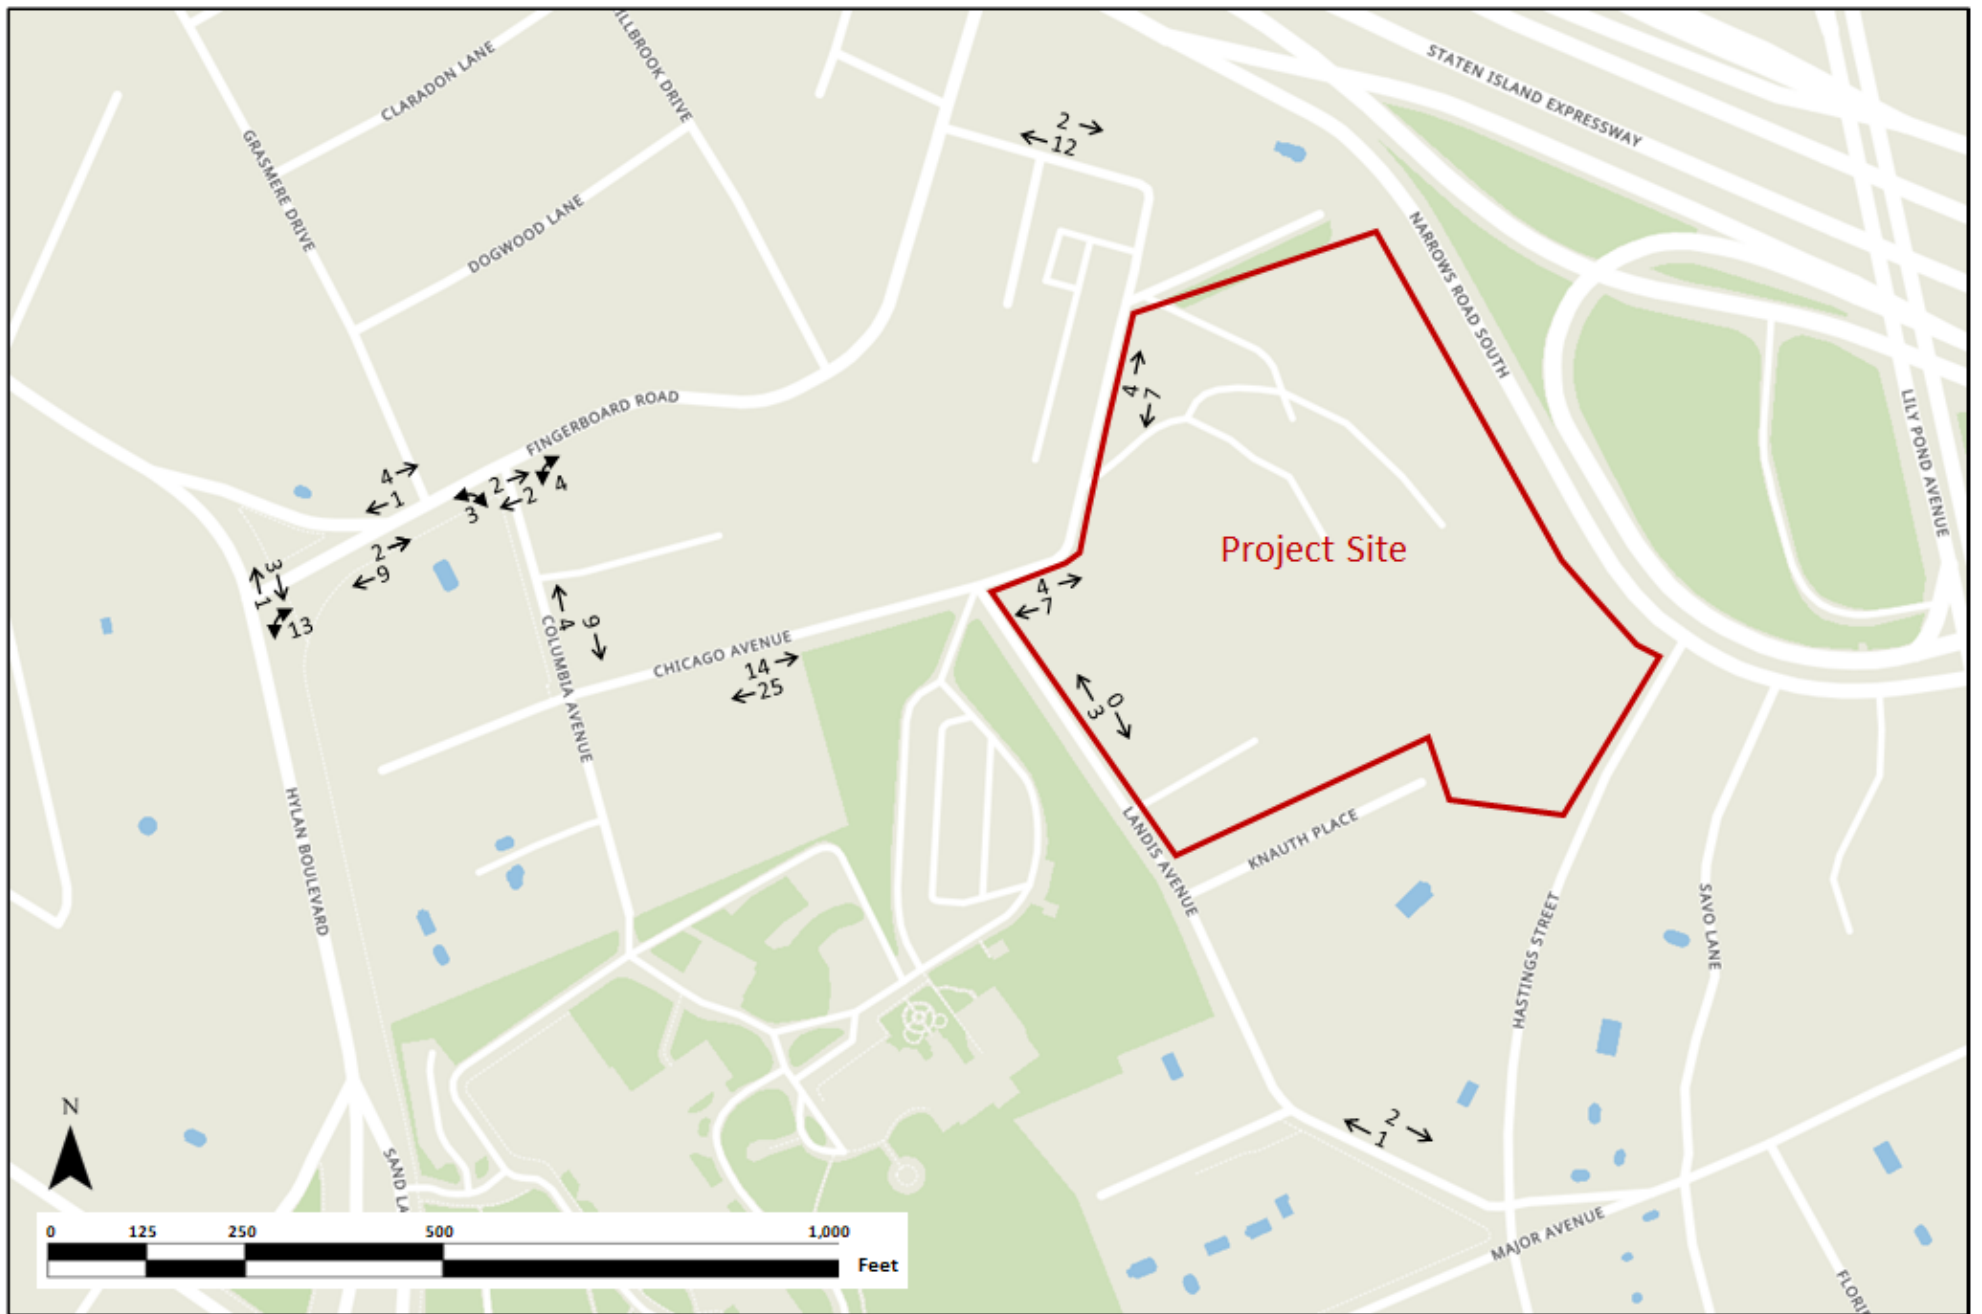 STATEN ISLAND EXPRESSWAY
CLARADON LANE
ILLBROOK DRIVE
2
12
GRASMERE DRIVE
DOGWOOD LANE
NARROWS ROAD SOUTH
4
7
FINGERBOARD ROAD
LILY POND AVENUE
4
1
2
2
4
3
2
9
Project Site
3
1
13
4
7
4
9
COLUMBIA AVENUE
CHICAGO AVENUE
14
25
0
3
HYLAN BOULEVARD
LANDIS AVENUE
KNAUTH PLACE
HASTINGS STREET
SAVO LANE
N
2
1
SAND LA
MAJOR AVENUE
FLORI
0 125 250 500 1,000
Feet